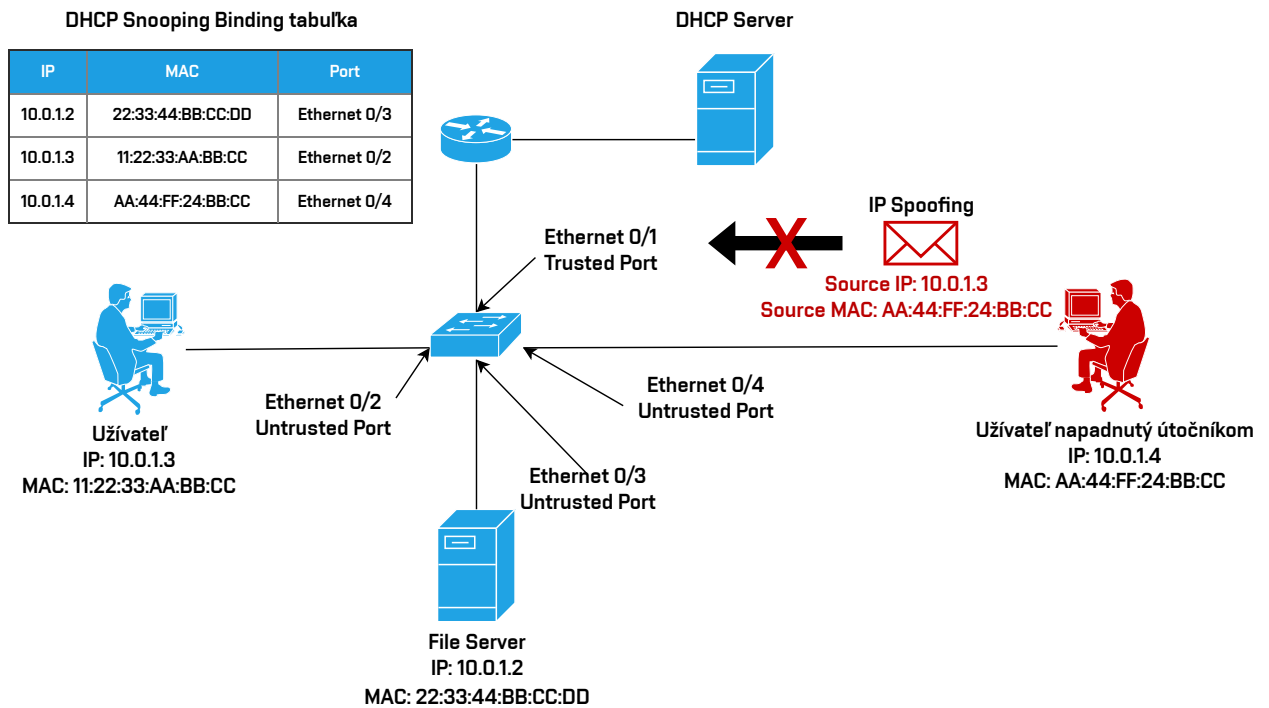 DHCP Snooping Binding tabuľka
DHCP Server
IP MAC Port
10.0.1.2 22:33:44:BB:CC:DD Ethernet 0/3
10.0.1.3 11:22:33:AA:BB:CC Ethernet 0/2
10.0.1.4 AA:44:FF:24:BB:CC Ethernet 0/4
IP Spoofing
Ethernet 0/1
Trusted Port
Source IP: 10.0.1.3
Source MAC: AA:44:FF:24:BB:CC
Ethernet 0/4
Untrusted Port
Ethernet 0/2
Untrusted Port
Užívateľ
IP: 10.0.1.3
MAC: 11:22:33:AA:BB:CC
Užívateľ napadnutý útočníkom
IP: 10.0.1.4
MAC: AA:44:FF:24:BB:CC
Ethernet 0/3
Untrusted Port
File Server
IP: 10.0.1.2
MAC: 22:33:44:BB:CC:DD